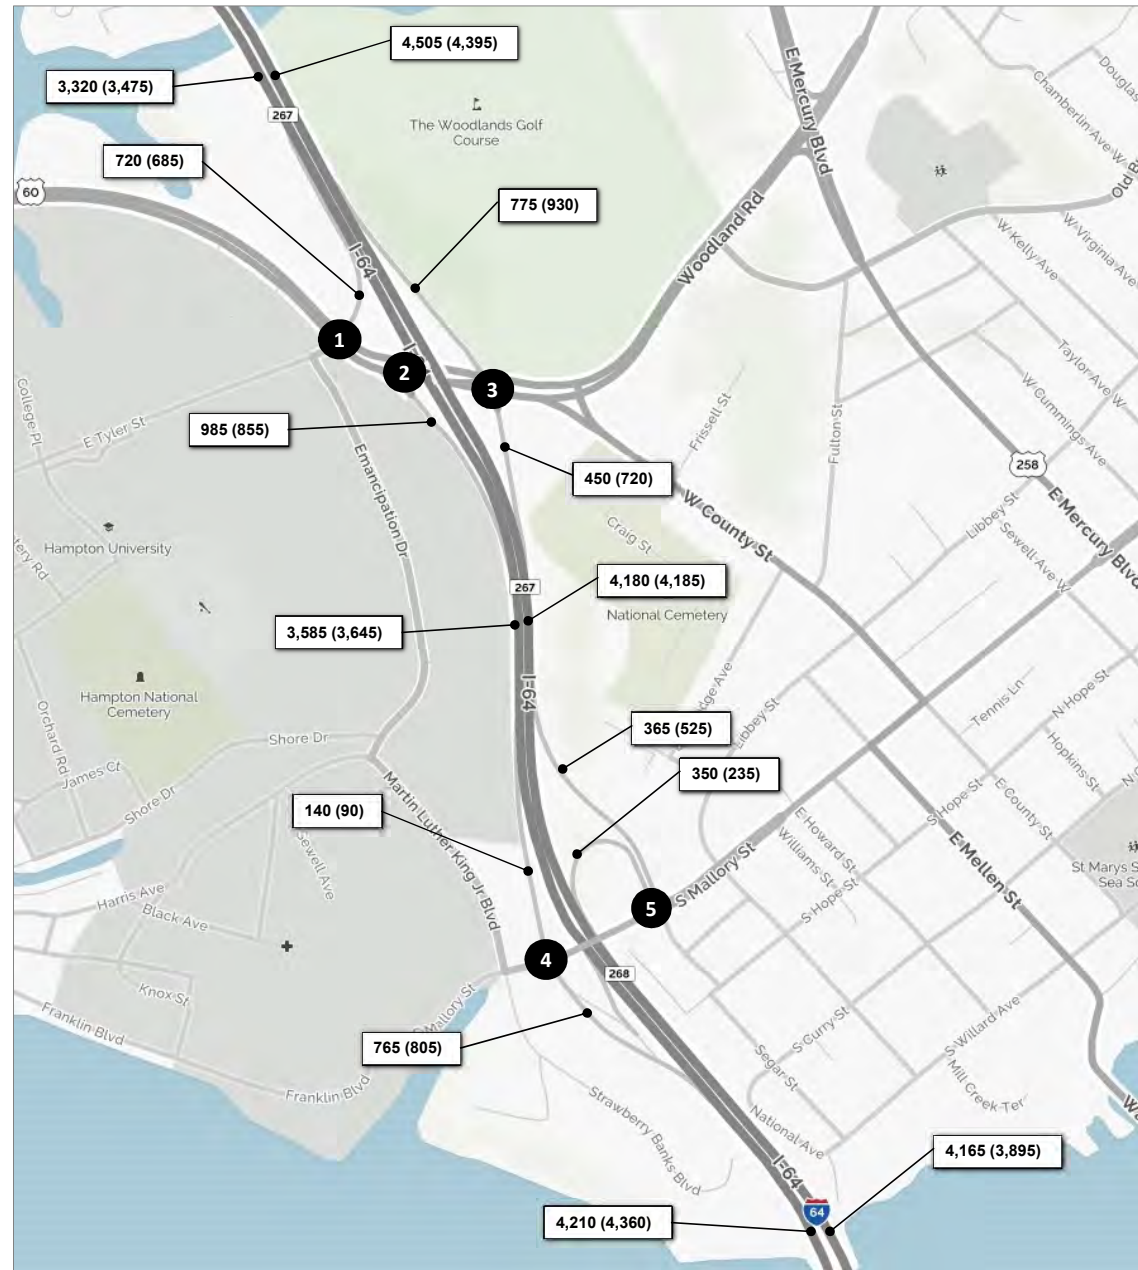 4,505 (4,395)
3,320 (3,475)
267
The Woodlands Golf
Course
E Mercury Blvd
Douglas
Chamberlin Ave W
720 (685)
60
775 (930)
Woodland Rd
W Virginia Ave
W Kelly Ave
I-64
1
2
3
Taylor Ave W
W Cummings Ave
College Pl
E Tyler St
985 (855)
Emancipation Dr
Frissell St
Fulton St
450 (720)
258
E Mercury Blvd
W County St
Libbey St
Sewell Ave W
Craig St
Hampton University
267
4,180 (4,185)
National Cemetery
3,585 (3,645)
I-64
Hampton National
Cemetery
Orchard Rd
Shore Dr
James Ct
Shore Dr
Libbey St
Tennis Ln
N Hope St
Hopkins St
365 (525)
350 (235)
140 (90)
Martin Luther King Jr Blvd
Sewell Ave
Harris Ave
Black Ave
S Mallory St
E Howard St
Williams St
S Hope St
S Hope St
E County St
E Mellen St
St Marys S
Sea Sc
5
4
268
Knox St
Franklin Blvd
Mallory St
765 (805)
Franklin Blvd
S Curry St
S Willard Ave
Segar St
S Mill Creek Ter
National Ave
Strawberry Banks Blvd
I-64
64
4,165 (3,895)
4,210 (4,360)